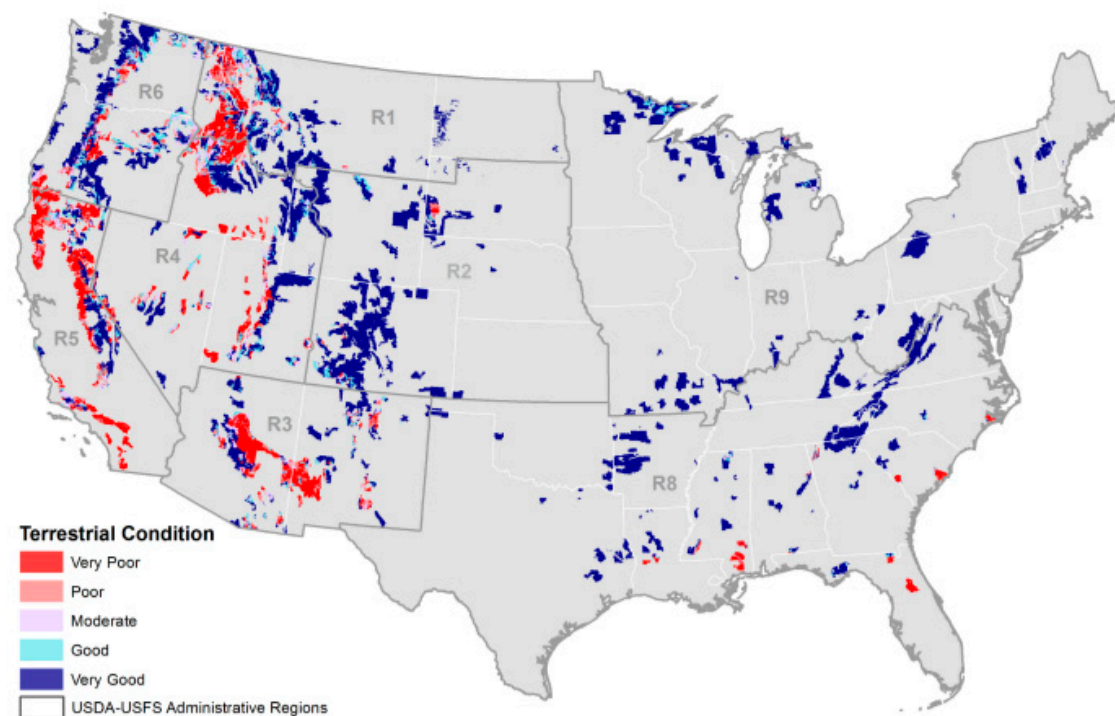 R6
R1
R4
R2
R9
R5
R3
R8
Terrestrial Condition
Very Poor
Poor
Moderate
Good
Very Good
USDA-USFS Administrative Regions